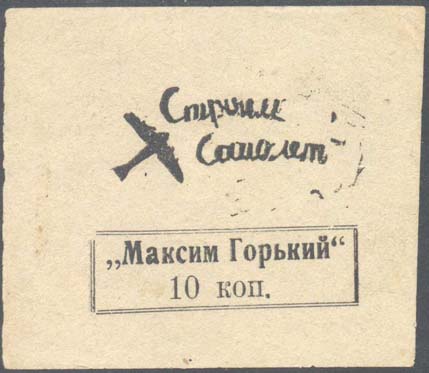 Строим
Самолет
„Максим Горький“
10 коп.